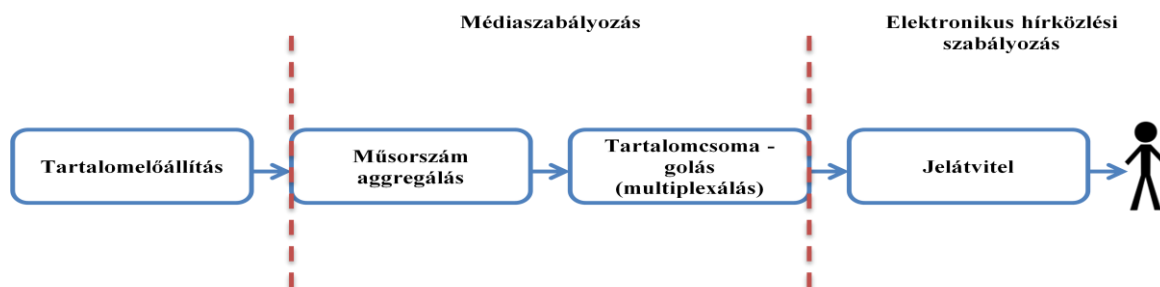 Médiaszabályozás
Elektronikus hírközlési
szabályozás
Tartalomelőállítás
Műsorszám
aggregálás
Tartalomcsoma -
golás
(multiplexálás)
Jelátvitel